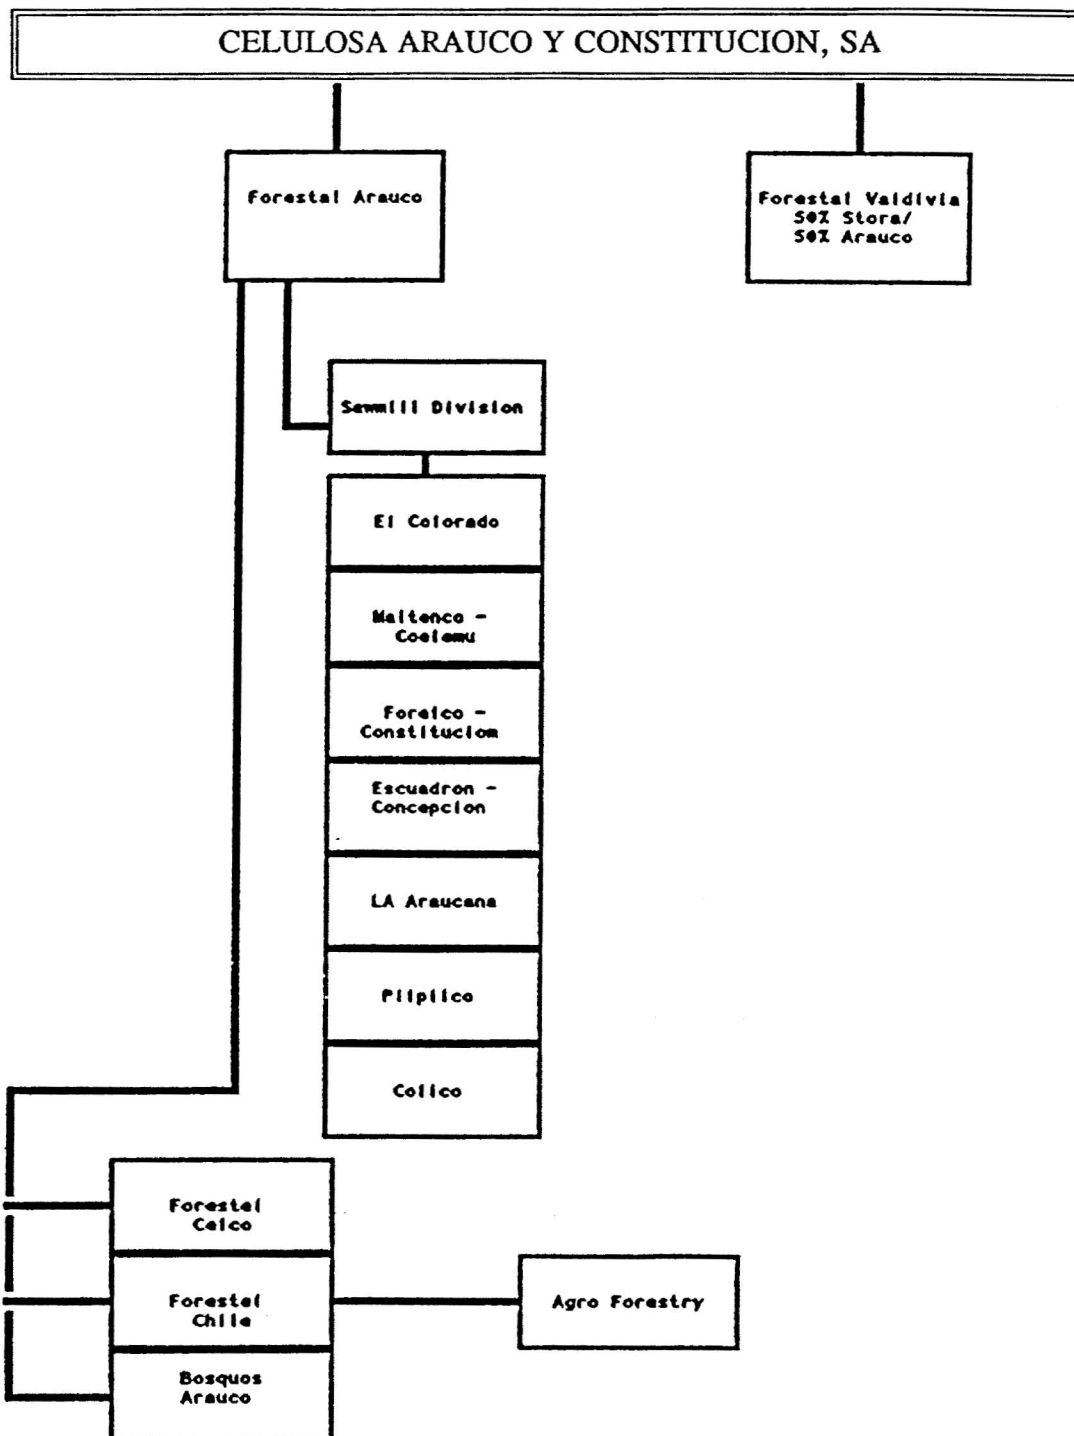 CELULOSA ARAUCO Y CONSTITUCION, SA
Forestal Arauco
Forestal Valdivia
50% Stora/
50% Arauco
Sawmill Division
El Colorado
Maitenco -
Coelemu
Forelco -
Constitucion
Escuadron -
Concepcion
LA Araucana
Pilpilco
Colico
Forestal
Celco
Forestal
Chile
Agro Forestry
Bosquos
Arauco